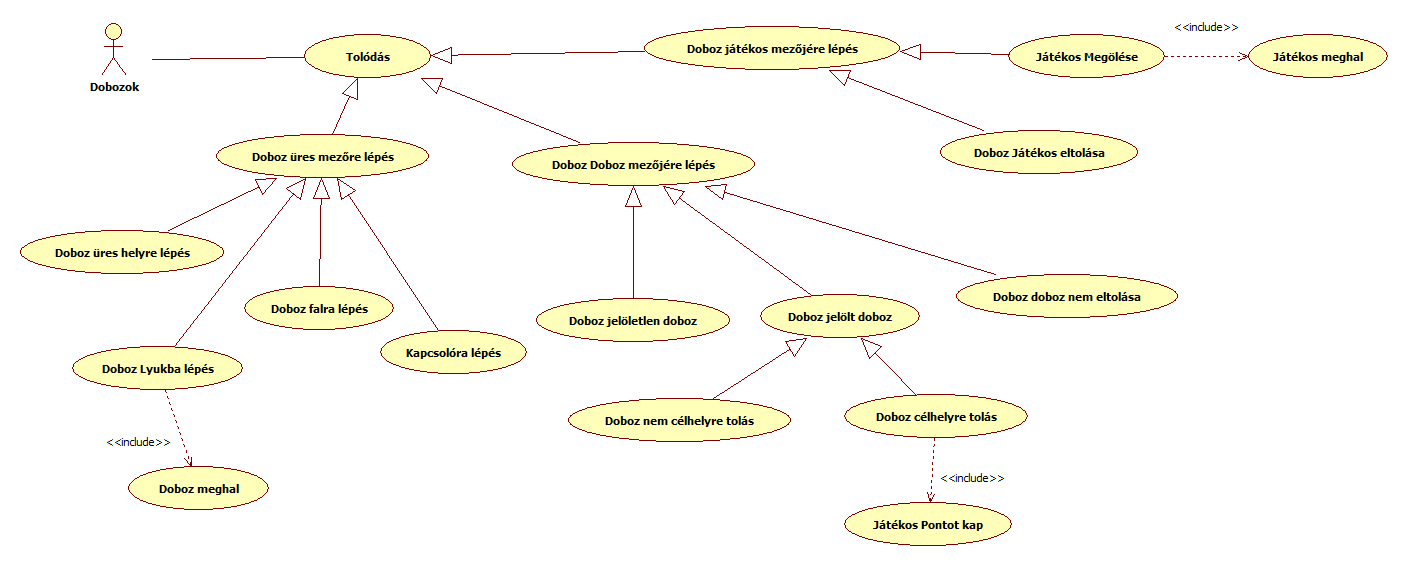 <<include>>
Tolódás
Doboz játékos mezőjére lépés
Játékos Megölése
Játékos meghal
Dobozok
Doboz üres mezőre lépés
Doboz Doboz mezőjére lépés
Doboz Játékos eltolása
Doboz üres helyre lépés
Doboz falra lépés
Doboz jelöletlen doboz
Doboz jelölt doboz
Doboz doboz nem eltolása
Kapcsolóra lépés
Doboz Lyukba lépés
Doboz nem célhelyre tolás
Doboz célhelyre tolás
<<include>>
<<include>>
Doboz meghal
Játékos Pontot kap